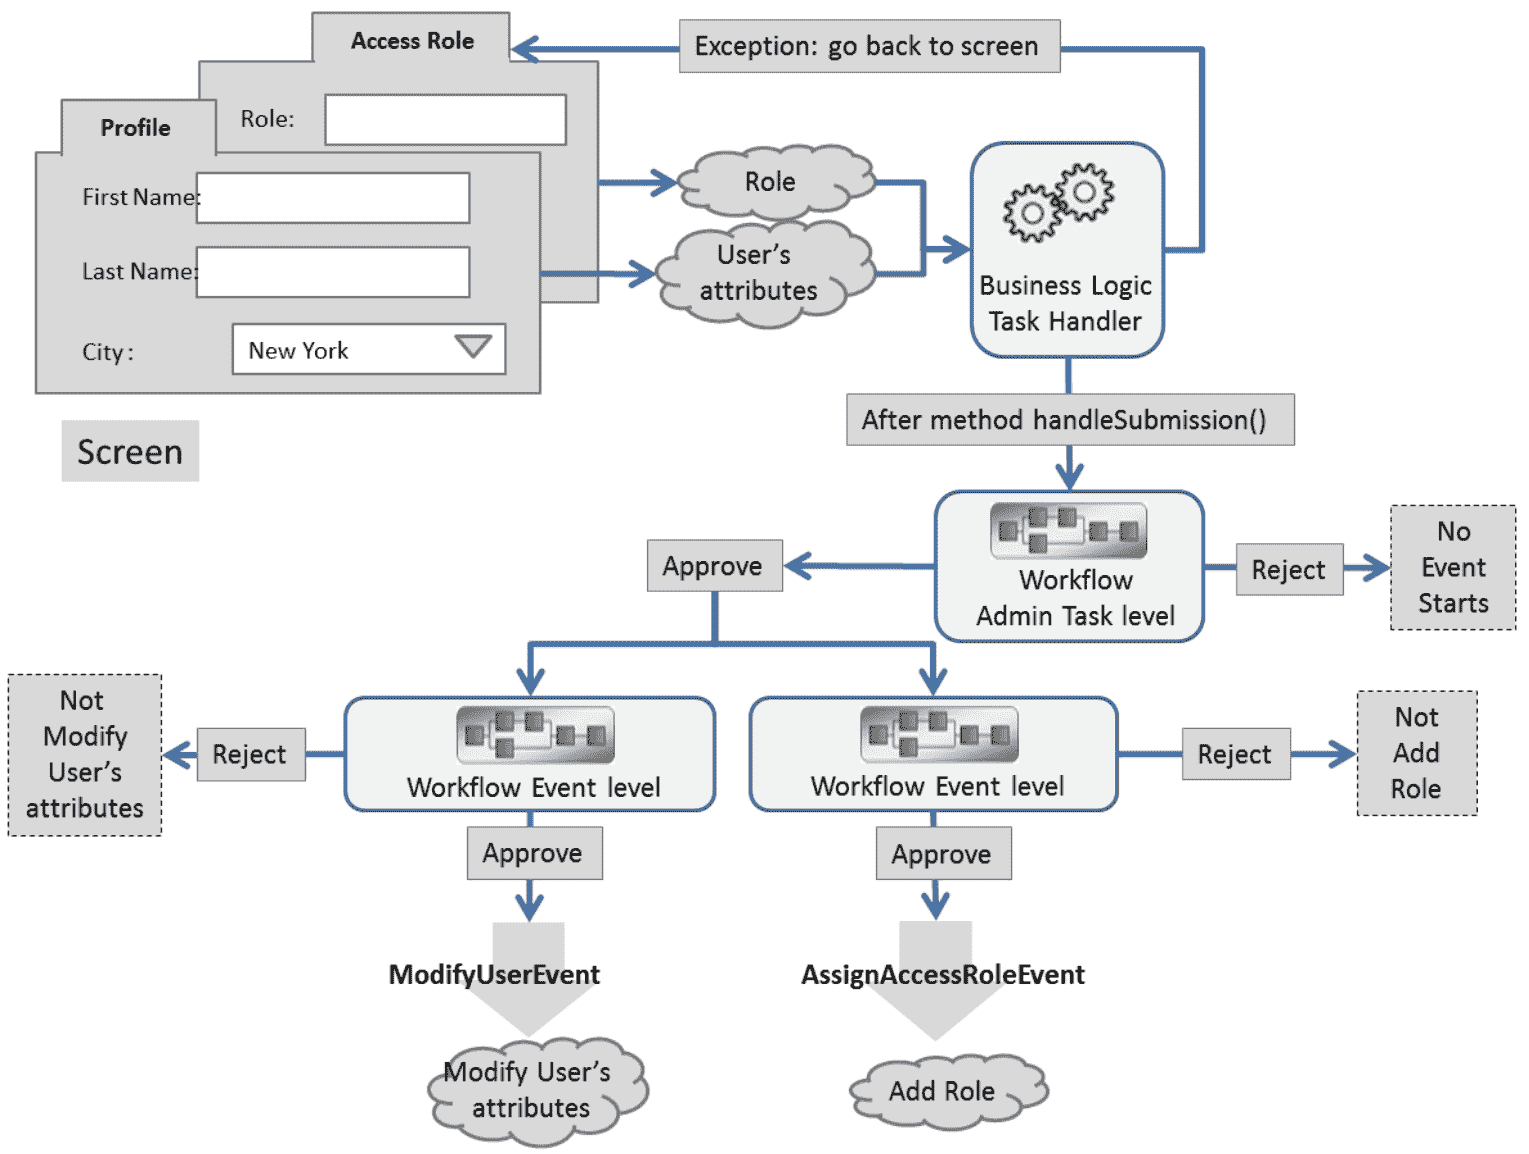 Access Role
Exception: go back to screen
Role:
Profile
First Name:
Last Name:
City :
New York
Screen
Role
User's
attributes
Business Logic
Task Handler
After method handleSubmission()
Workflow
Admin Task level
Approve
Reject
No
Event
Starts
Not
Modify
User's
attributes
Reject
Workflow Event level
Workflow Event level
Reject
Not
Add
Role
Approve
Approve
ModifyUserEvent
AssignAccessRoleEvent
Modify User's
attributes
Add Role